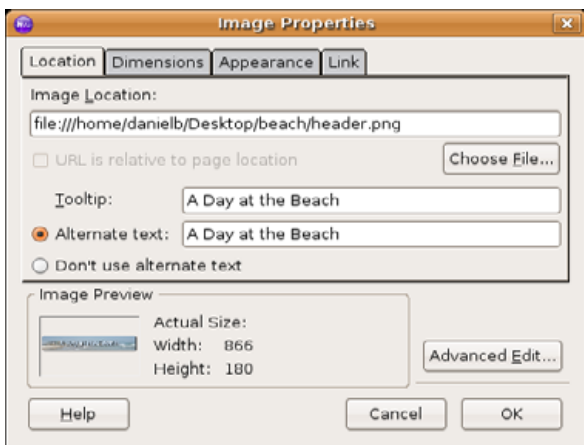 Image Properties
Location Dimensions Appearance Link
Image Location:
file:///home/danielb/Desktop/beach/header.png
URL is relative to page location Choose File...
Tooltip: A Day at the Beach
Alternate text: A Day at the Beach
Don't use alternate text
Image Preview
Actual Size:
Width: 866
Height: 180
Advanced Edit...
Help Cancel OK